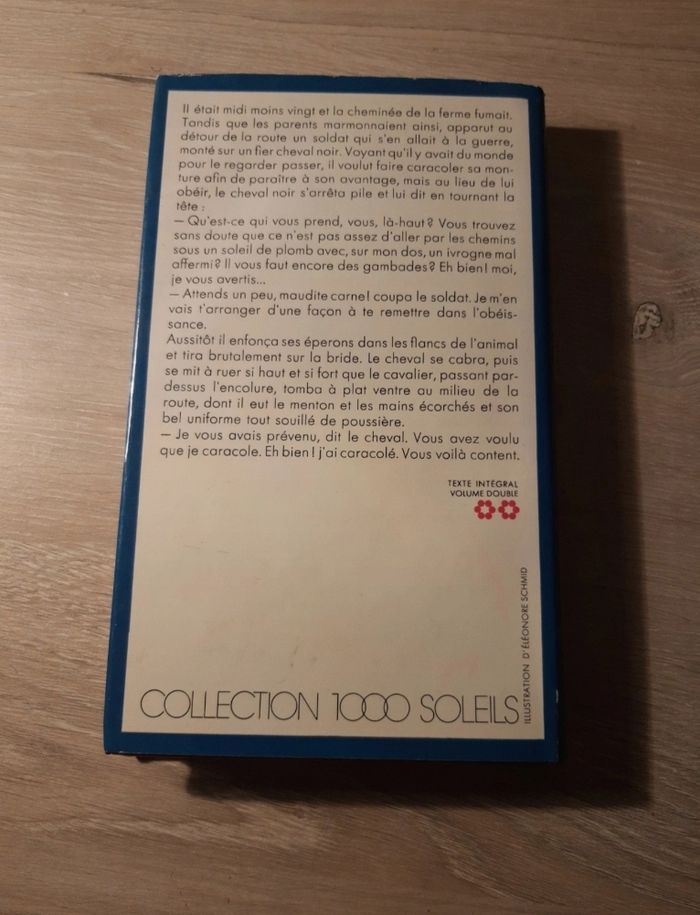 Il était midi moins vingt et la cheminée de la ferme fumait.
Tandis que les parents marmonnaient ainsi, apparut au
détour de la route un soldat qui s'en allait à la guerre,
monté sur un fier cheval noir. Voyant qu'il y avait du monde
pour le regarder passer, il voulut faire caracoler sa mon-
ture afin de paraître à son avantage, mais au lieu de lui
obéir, le cheval noir s'arrêta pile et lui dit en tournant la
tête :
— Qu'est-ce qui vous prend, vous, là-haut ? Vous trouvez
sans doute que ce n'est pas assez d'aller par les chemins
sous un soleil de plomb avec, sur mon dos, un ivrogne mal
affermi ? Il vous faut encore des gambades ? Eh bien ! moi,
je vous avertis...
— Attends un peu, maudite carne ! coupa le soldat. Je m'en
vais t'arranger d'une façon à te remettre dans l'obéis-
sance.
Aussitôt il enfonça ses éperons dans les flancs de l'animal
et tira brutalement sur la bride. Le cheval se cabra, puis
se mit à ruer si haut et si fort que le cavalier, passant par-
dessus l'encolure, tomba à plat ventre au milieu de la
route, dont il eut le menton et les mains écorchés et son
bel uniforme tout souillé de poussière.
— Je vous avais prévenu, dit le cheval. Vous avez voulu
que je caracole. Eh bien ! j'ai caracolé. Vous voilà content.
TEXTE INTÉGRAL
VOLUME DOUBLE
ILLUSTRATION D'ÉLÉONORE SCHMID
COLLECTION 1000 SOLEILS